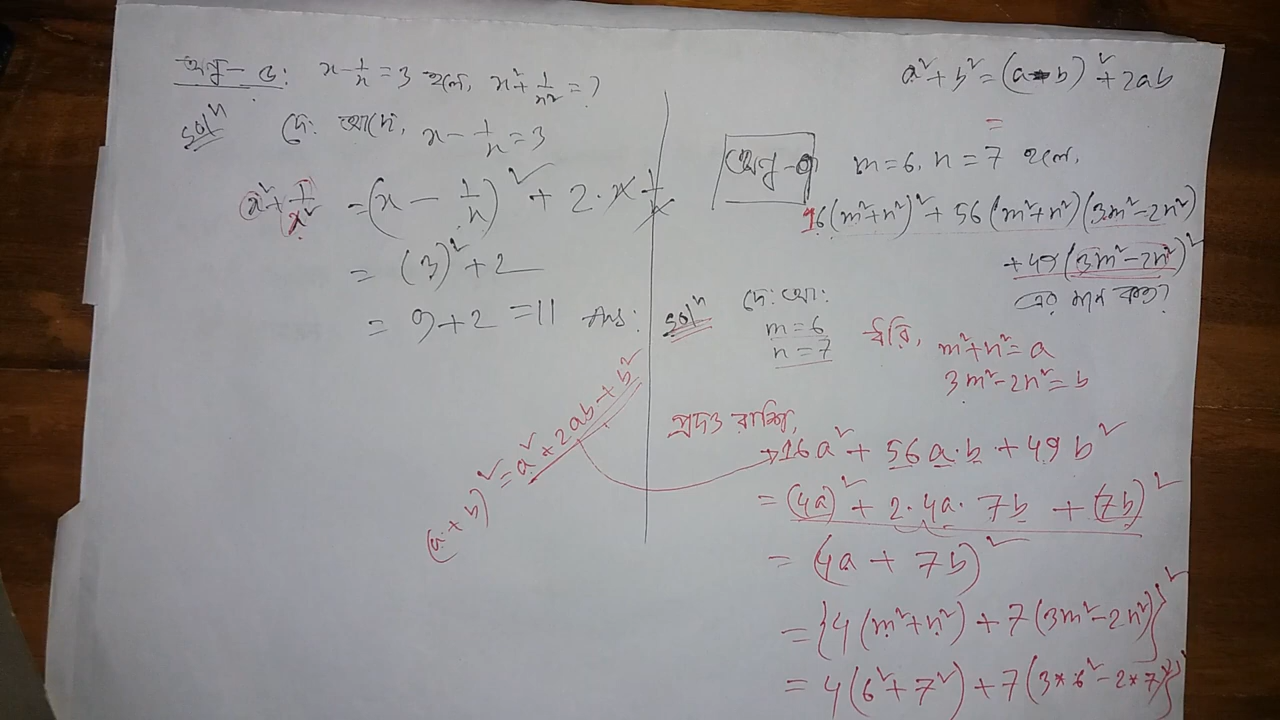 অনু-৩: x-1/x=3 হলে, x²+1/x²=?
Solⁿ দে: আছে, x-1/x=3
x²+1/x² = (x-1/x)²+2·x·1/x
= (3)²+2
= 9+2 =11 Ans:
(a+b)²=a²+2ab+b²
a²+b²=(a-b)²+2ab
=
অনু-৭ m=6, n=7 হলে,
16(m²+n²)²+56(m²+n²)(3m²-2n²)
+49(3m²-2n²)²
এর মান কত?
Solⁿ দে: আ:
m=6
n=7
ধরি, m²+n²=a
3m²-2n²=b
প্রদত্ত রাশি,
16a²+56a·b+49b²
= (4a)²+2·4a·7b+(7b)²
= (4a+7b)²
= {4(m²+n²)+7(3m²-2n²)}²
= 4(6²+7²)+7(3*6²-2*7²)}²